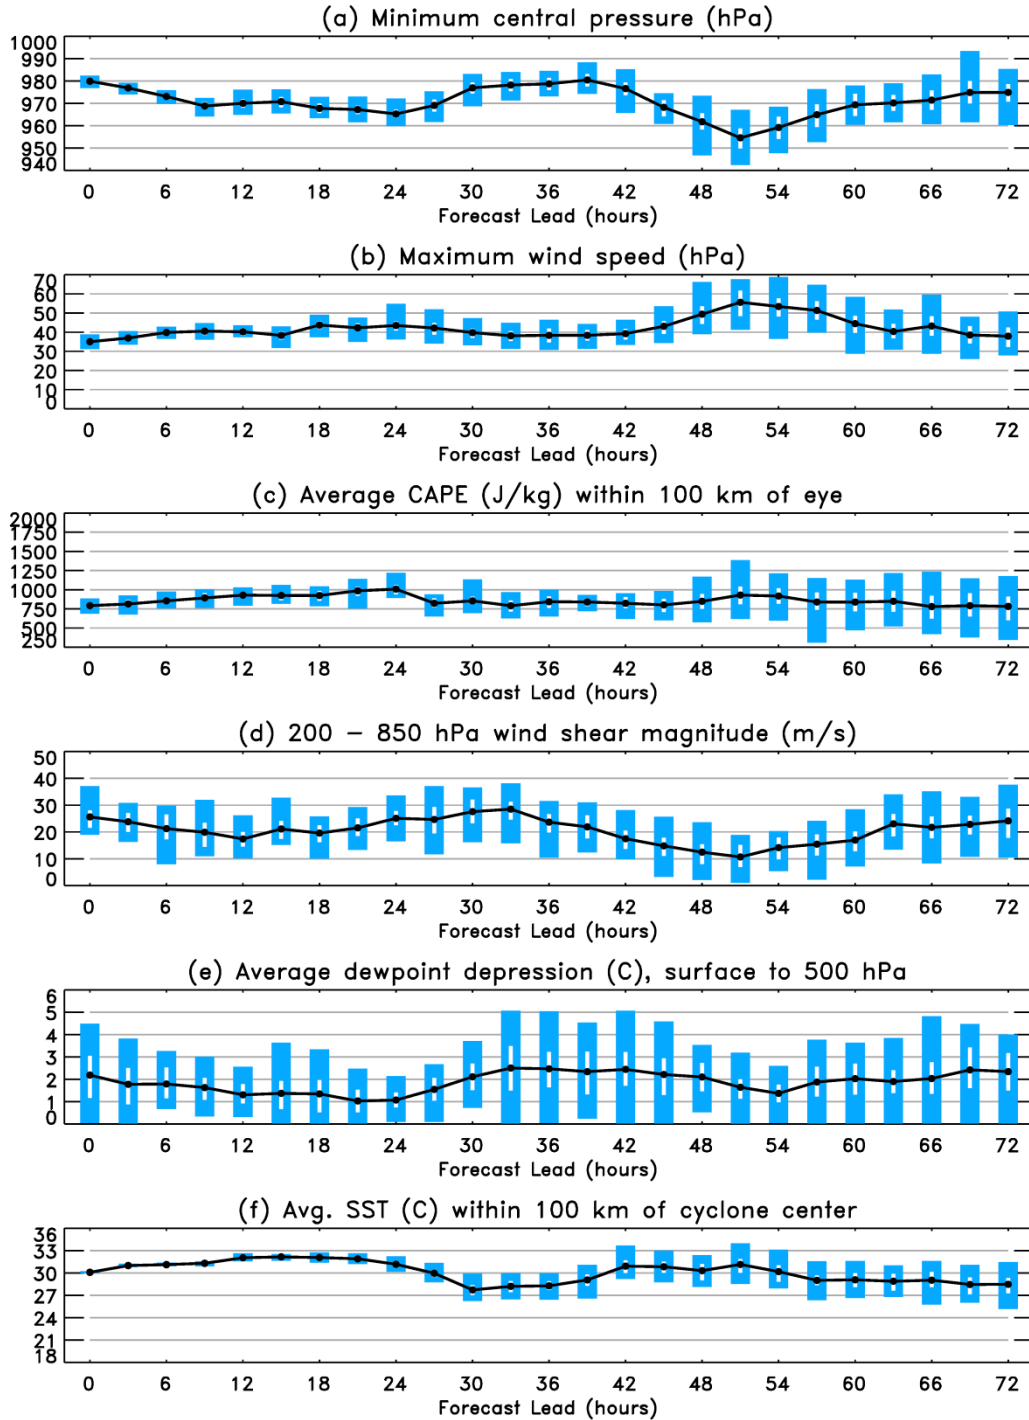 (a) Minimum central pressure (hPa)
1000
990
980
970
960
950
940
0 6 12 18 24 30 36 42 48 54 60 66 72
Forecast Lead (hours)
(b) Maximum wind speed (hPa)
70
60
50
40
30
20
10
0
0 6 12 18 24 30 36 42 48 54 60 66 72
Forecast Lead (hours)
(c) Average CAPE (J/kg) within 100 km of eye
2000
1750
1500
1250
1000
750
500
250
0 6 12 18 24 30 36 42 48 54 60 66 72
Forecast Lead (hours)
(d) 200 – 850 hPa wind shear magnitude (m/s)
50
40
30
20
10
0
0 6 12 18 24 30 36 42 48 54 60 66 72
Forecast Lead (hours)
(e) Average dewpoint depression (C), surface to 500 hPa
6
5
4
3
2
1
0
0 6 12 18 24 30 36 42 48 54 60 66 72
Forecast Lead (hours)
(f) Avg. SST (C) within 100 km of cyclone center
36
33
30
27
24
21
18
0 6 12 18 24 30 36 42 48 54 60 66 72
Forecast Lead (hours)